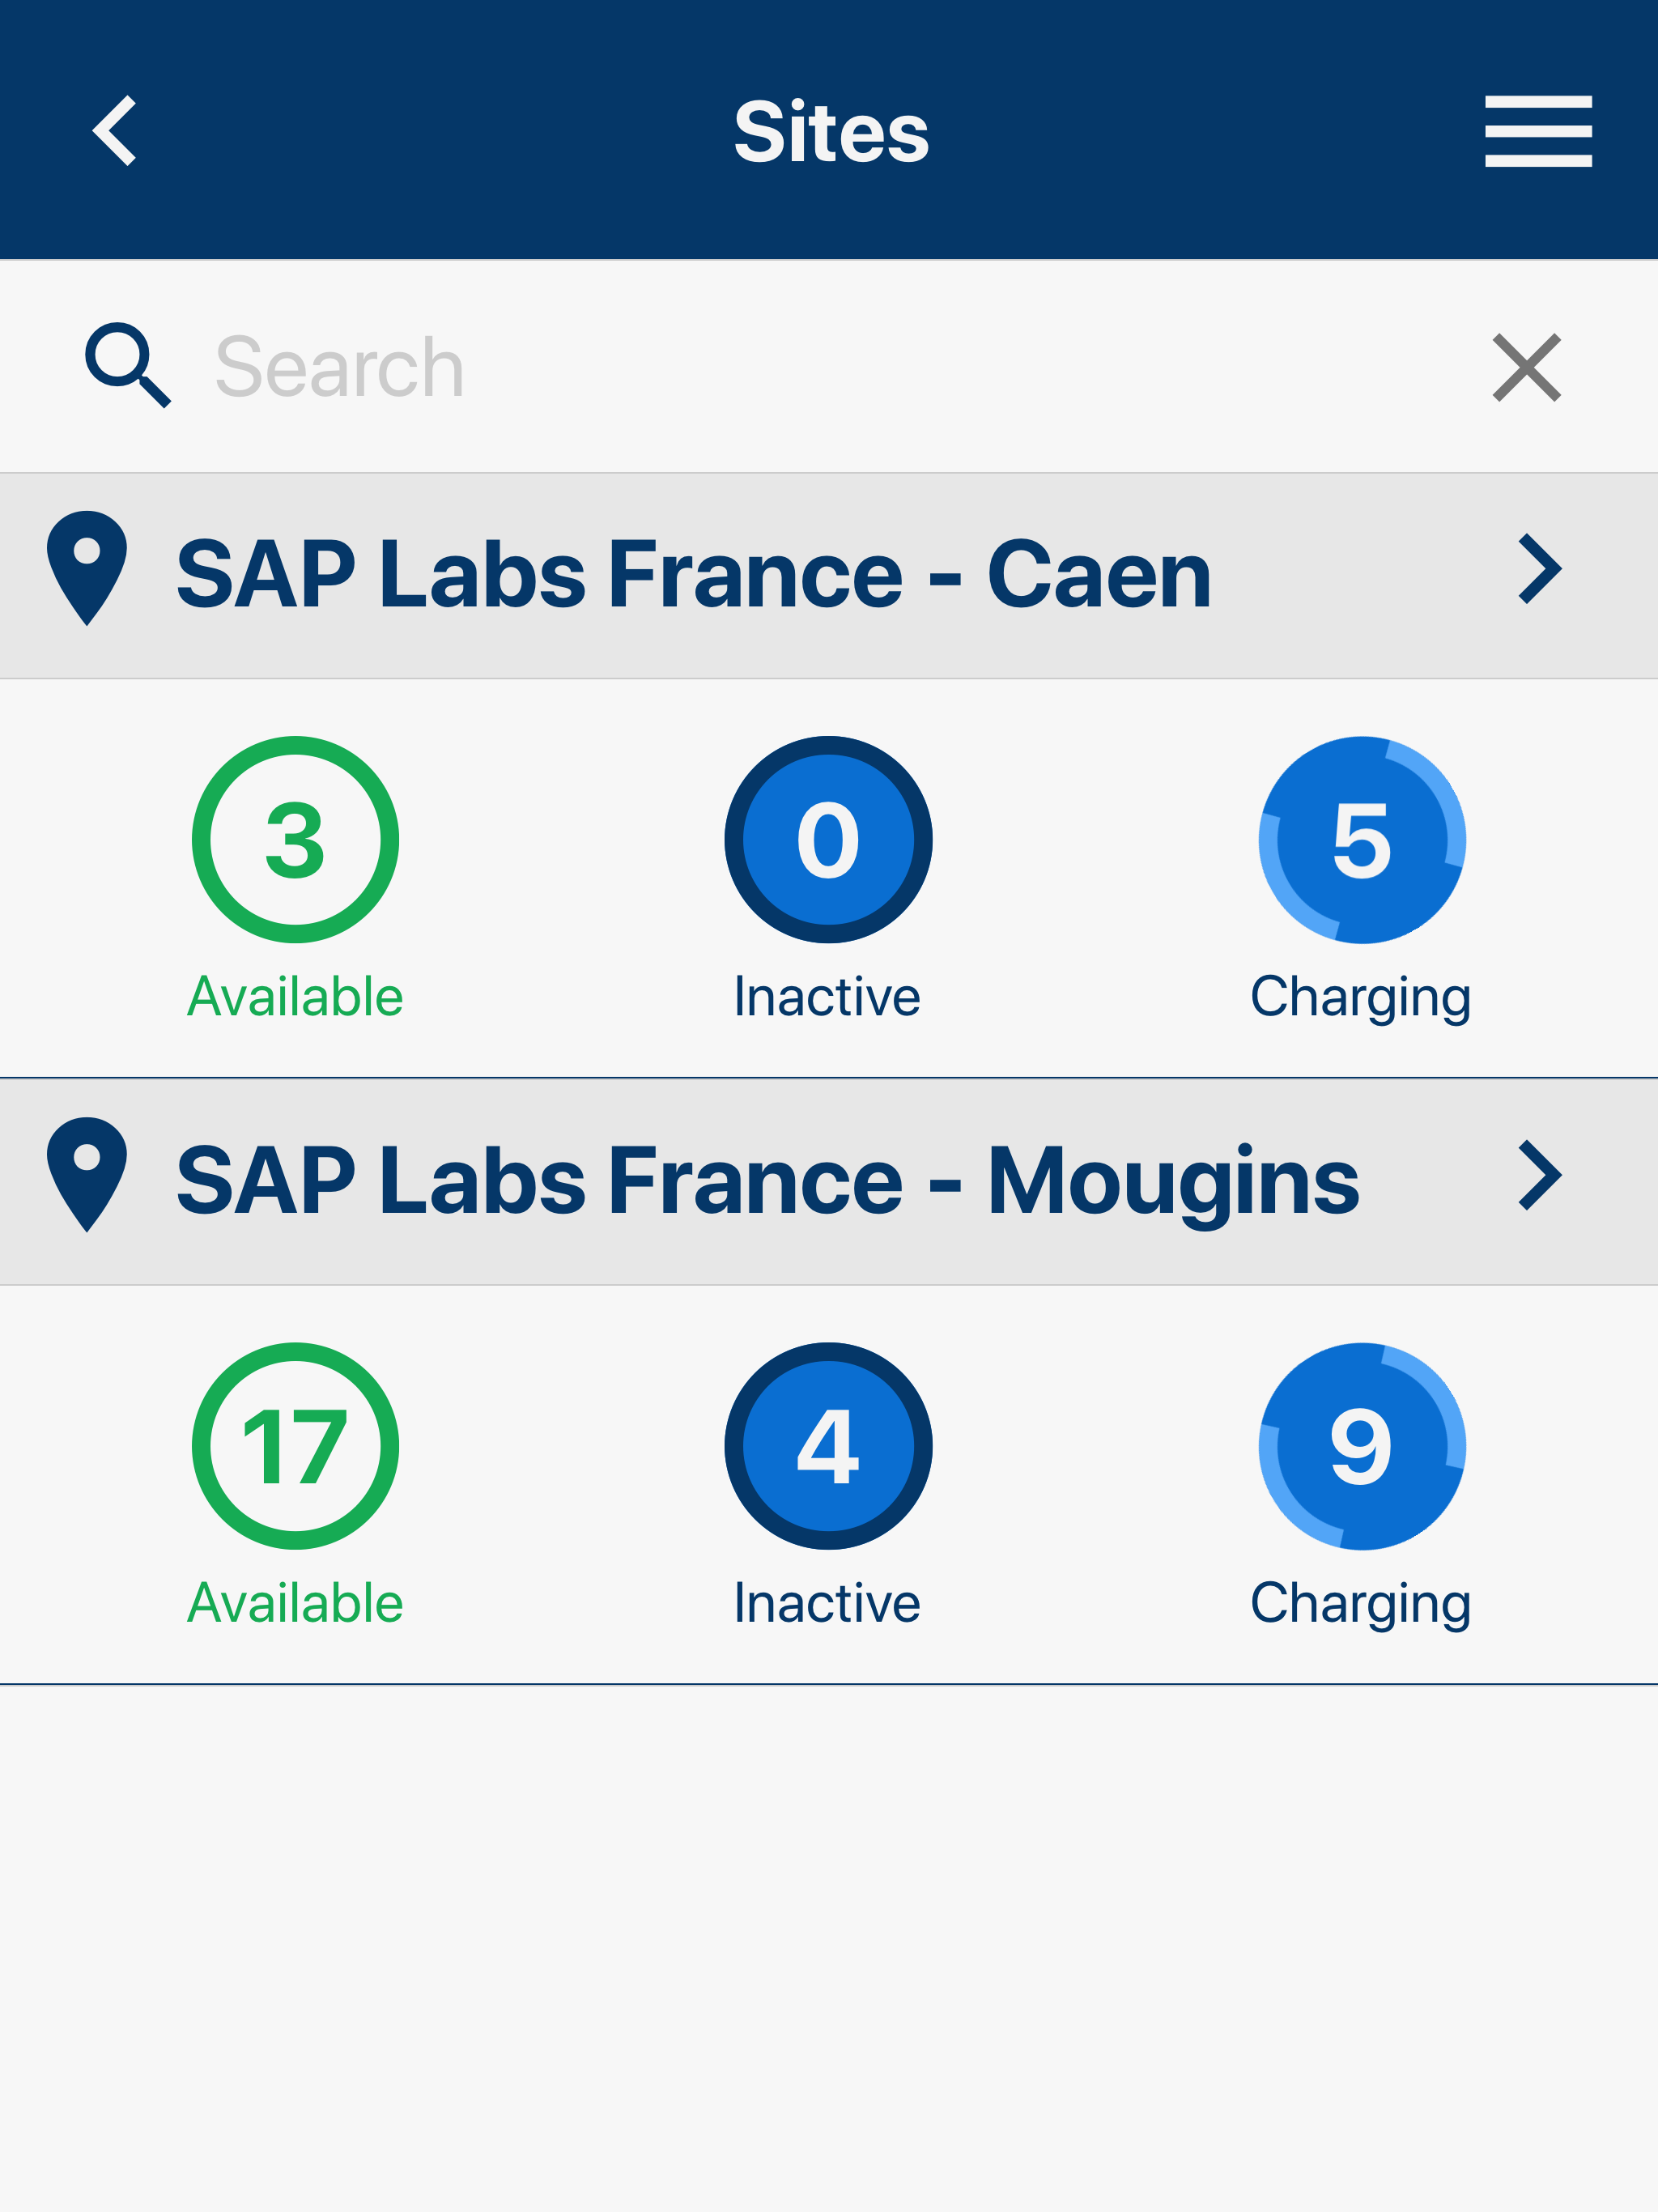 Sites
Search
SAP Labs France - Caen
3 0 5
Available Inactive Charging
SAP Labs France - Mougins
17 4 9
Available Inactive Charging